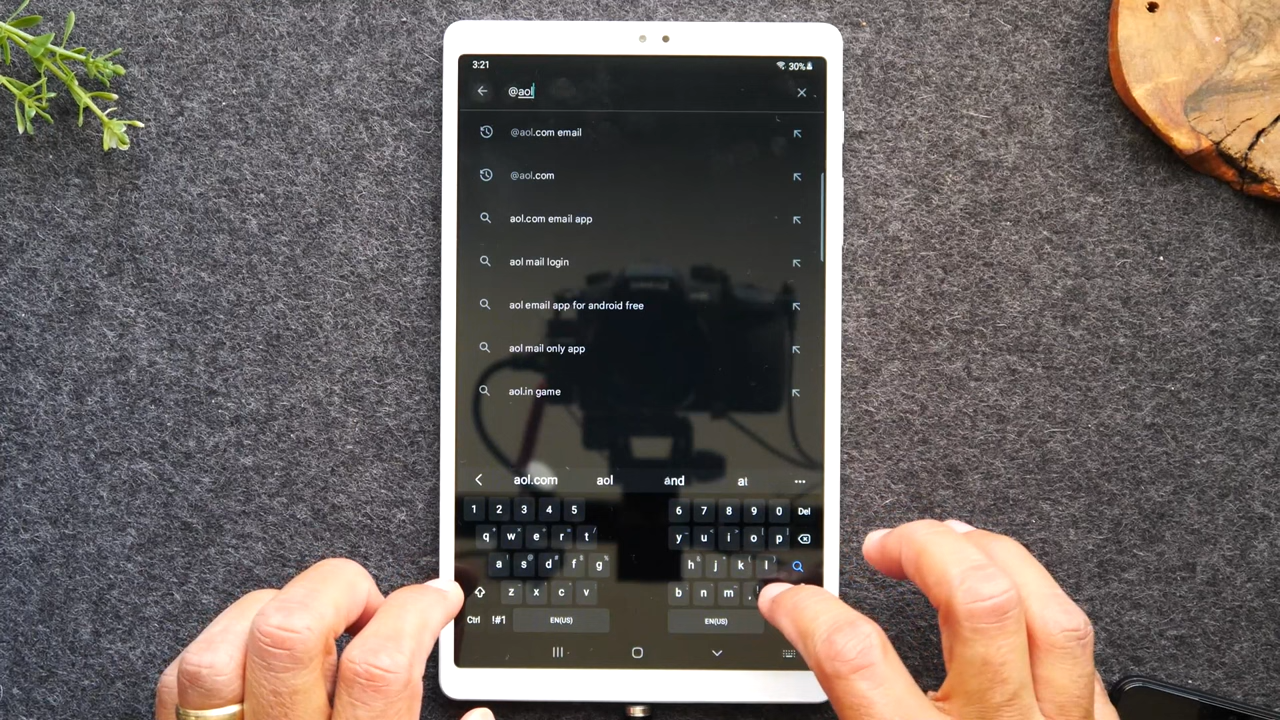 3:21 30%
@aol
@aol.com email
@aol.com
aol.com email app
aol mail login
aol email app for android free
aol mail only app
aol.in game
aol.com aol and at
1 2 3 4 5 6 7 8 9 0 Del
q w e r t y u i o p
a s d f g h j k l
z x c v b n m ,
Ctrl !#1 EN(US) EN(US)